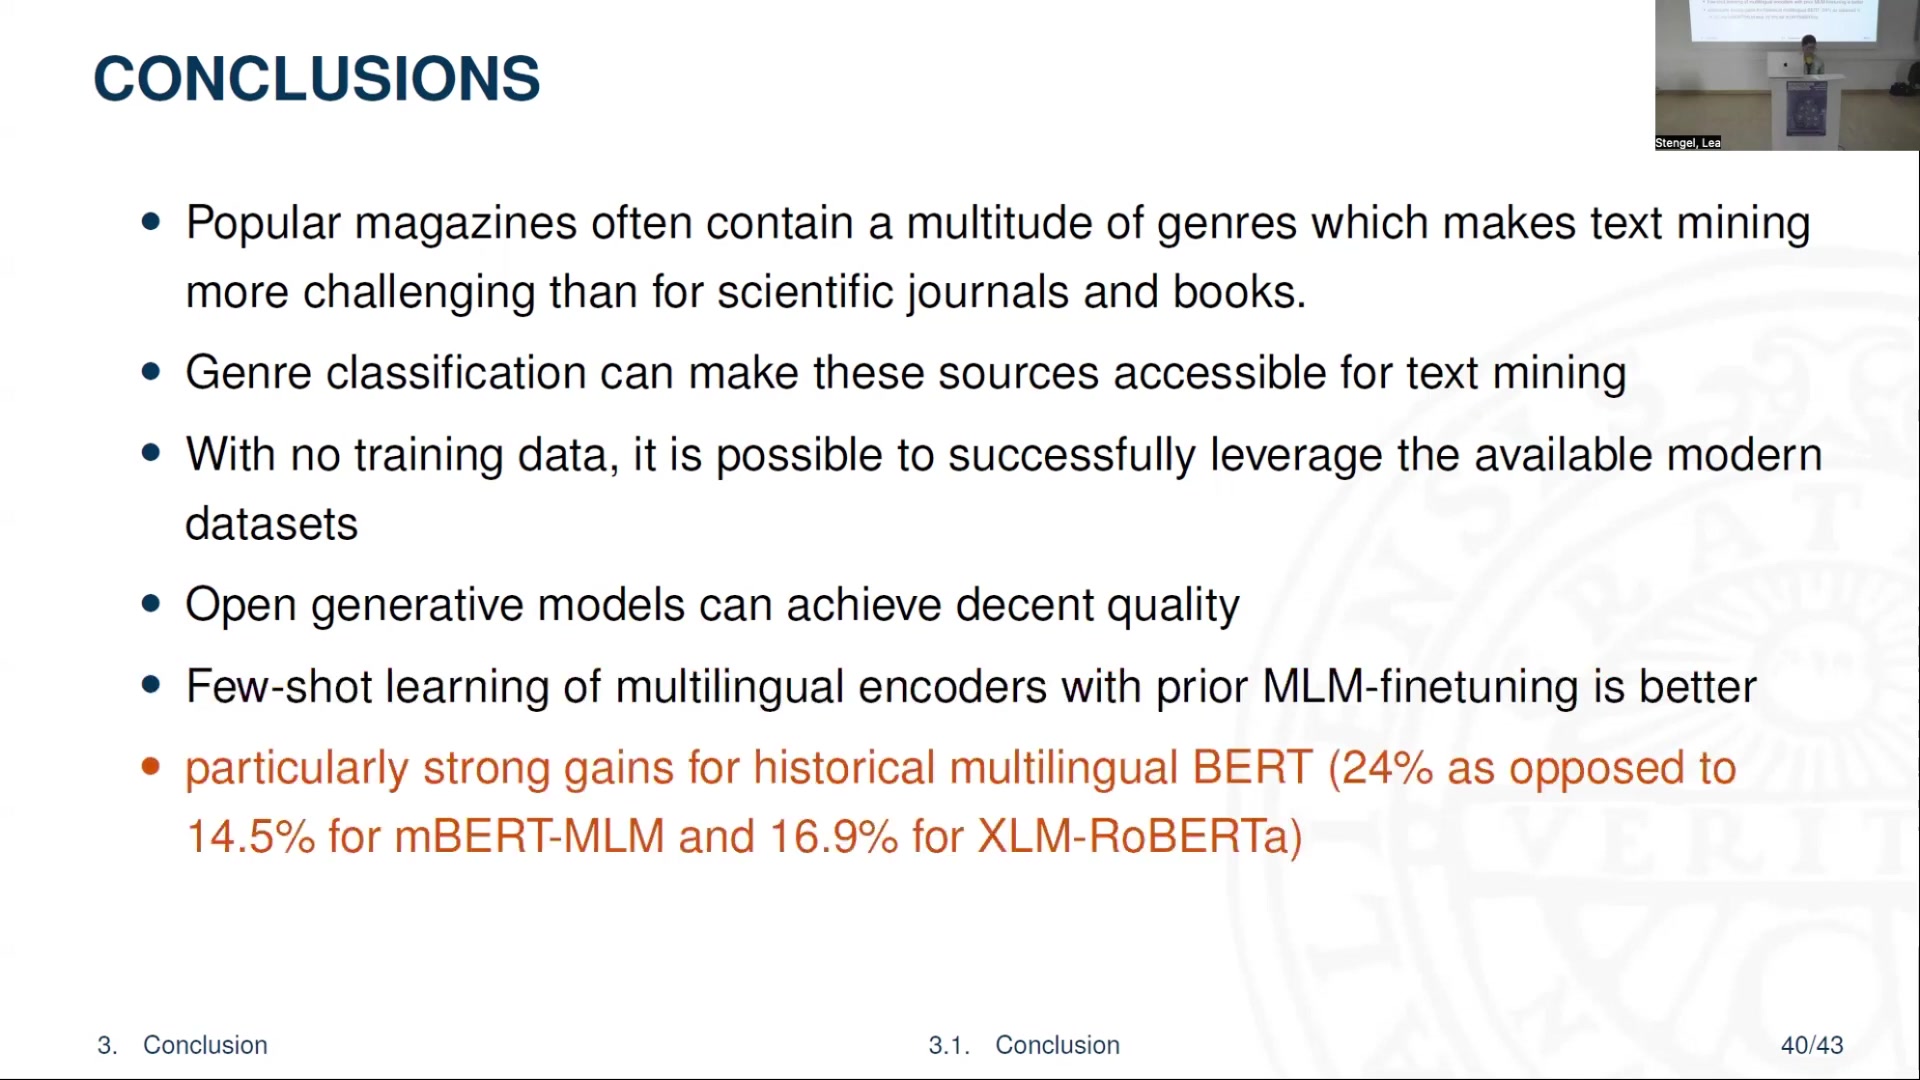 CONCLUSIONS
Stengel, Lea
Popular magazines often contain a multitude of genres which makes text mining
more challenging than for scientific journals and books.
Genre classification can make these sources accessible for text mining
With no training data, it is possible to successfully leverage the available modern
datasets
Open generative models can achieve decent quality
Few-shot learning of multilingual encoders with prior MLM-finetuning is better
particularly strong gains for historical multilingual BERT (24% as opposed to
14.5% for mBERT-MLM and 16.9% for XLM-RoBERTa)
3. Conclusion
3.1. Conclusion
40/43